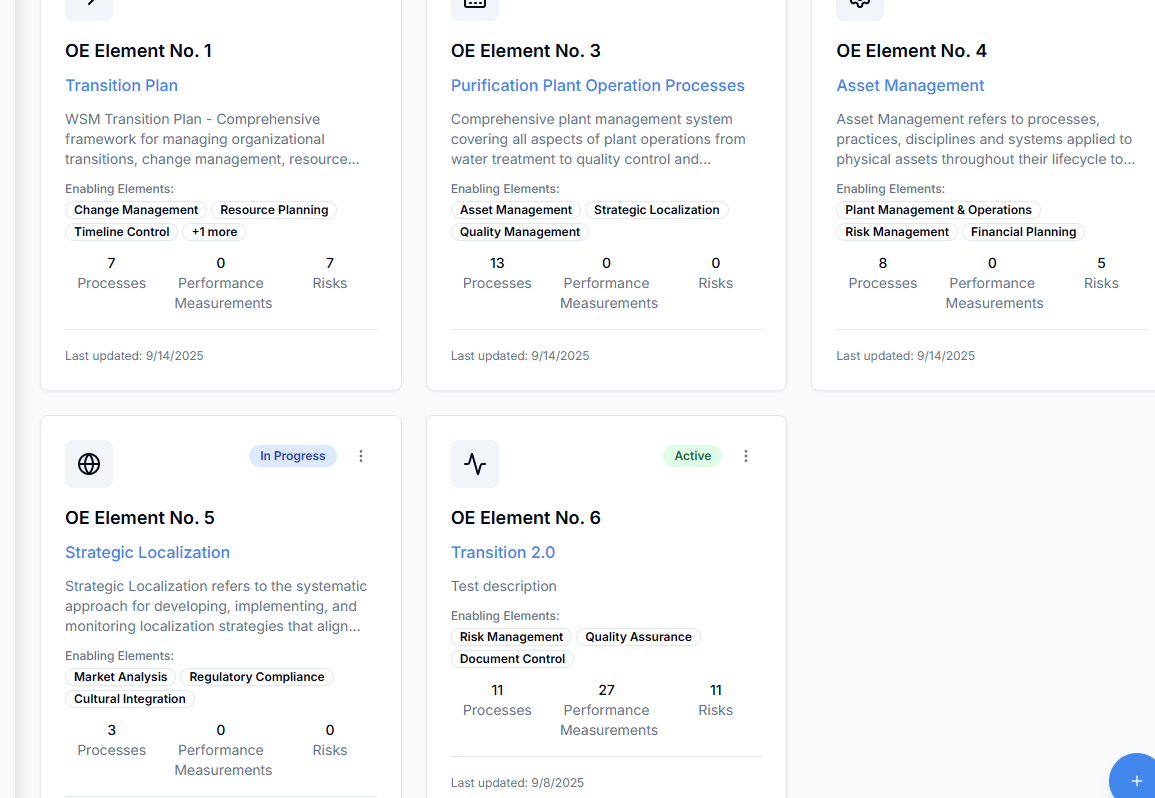 OE Element No. 1
Transition Plan
WSM Transition Plan - Comprehensive
framework for managing organizational
transitions, change management, resource...
Enabling Elements:
Change Management Resource Planning
Timeline Control +1 more
7 0 7
Processes Performance Risks
Measurements
Last updated: 9/14/2025
OE Element No. 3
Purification Plant Operation Processes
Comprehensive plant management system
covering all aspects of plant operations from
water treatment to quality control and...
Enabling Elements:
Asset Management Strategic Localization
Quality Management
13 0 0
Processes Performance Risks
Measurements
Last updated: 9/14/2025
OE Element No. 4
Asset Management
Asset Management refers to processes,
practices, disciplines and systems applied to
physical assets throughout their lifecycle to...
Enabling Elements:
Plant Management & Operations
Risk Management Financial Planning
8 0 5
Processes Performance Risks
Measurements
Last updated: 9/14/2025
In Progress
OE Element No. 5
Strategic Localization
Strategic Localization refers to the systematic
approach for developing, implementing, and
monitoring localization strategies that align...
Enabling Elements:
Market Analysis Regulatory Compliance
Cultural Integration
3 0 0
Processes Performance Risks
Measurements
Active
OE Element No. 6
Transition 2.0
Test description
Enabling Elements:
Risk Management Quality Assurance
Document Control
11 27 11
Processes Performance Risks
Measurements
Last updated: 9/8/2025
+